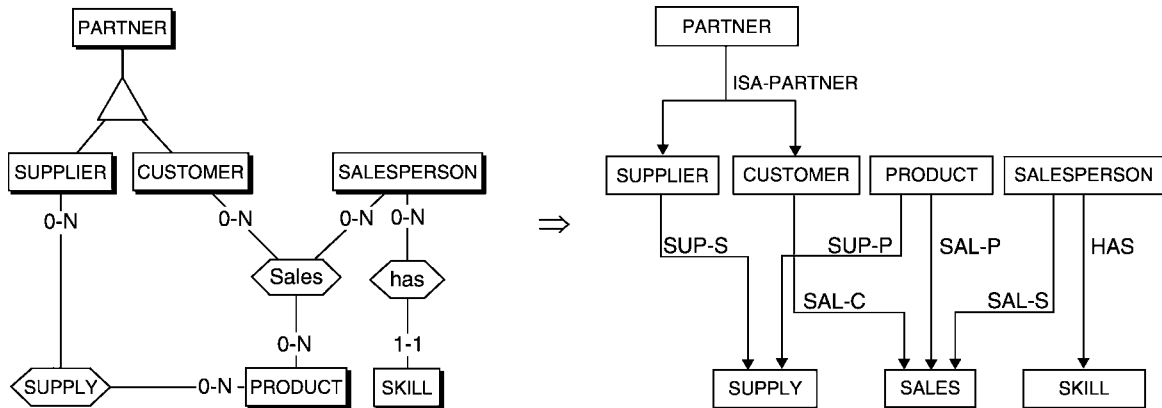 PARTNER
SUPPLIER
CUSTOMER
SALESPERSON
0-N
0-N
0-N
0-N
Sales
has
0-N
1-1
SUPPLY
0-N
PRODUCT
SKILL
⇒
PARTNER
ISA-PARTNER
SUPPLIER
CUSTOMER
PRODUCT
SALESPERSON
SUP-S
SUP-P
SAL-P
HAS
SAL-C
SAL-S
SUPPLY
SALES
SKILL